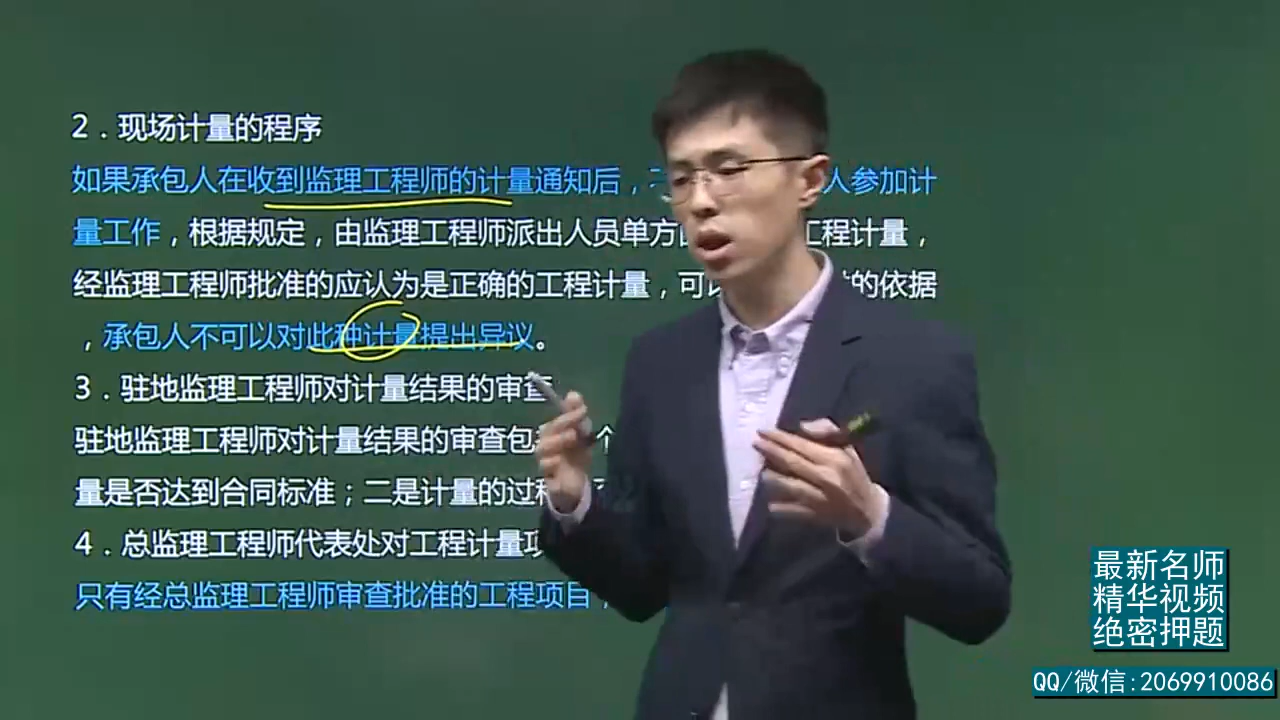 2．现场计量的程序
如果承包人在收到监理工程师的计量通知后，人参加计
量工作，根据规定，由监理工程师派出人员单方工程计量，
经监理工程师批准的应认为是正确的工程计量，可的依据
，承包人不可以对此种计量提出异议。
3．驻地监理工程师对计量结果的审查
驻地监理工程师对计量结果的审查包
量是否达到合同标准；二是计量的过程
4．总监理工程师代表处对工程计量项
只有经总监理工程师审查批准的工程项目，
最新名师
精华视频
绝密押题
QQ/微信:2069910086